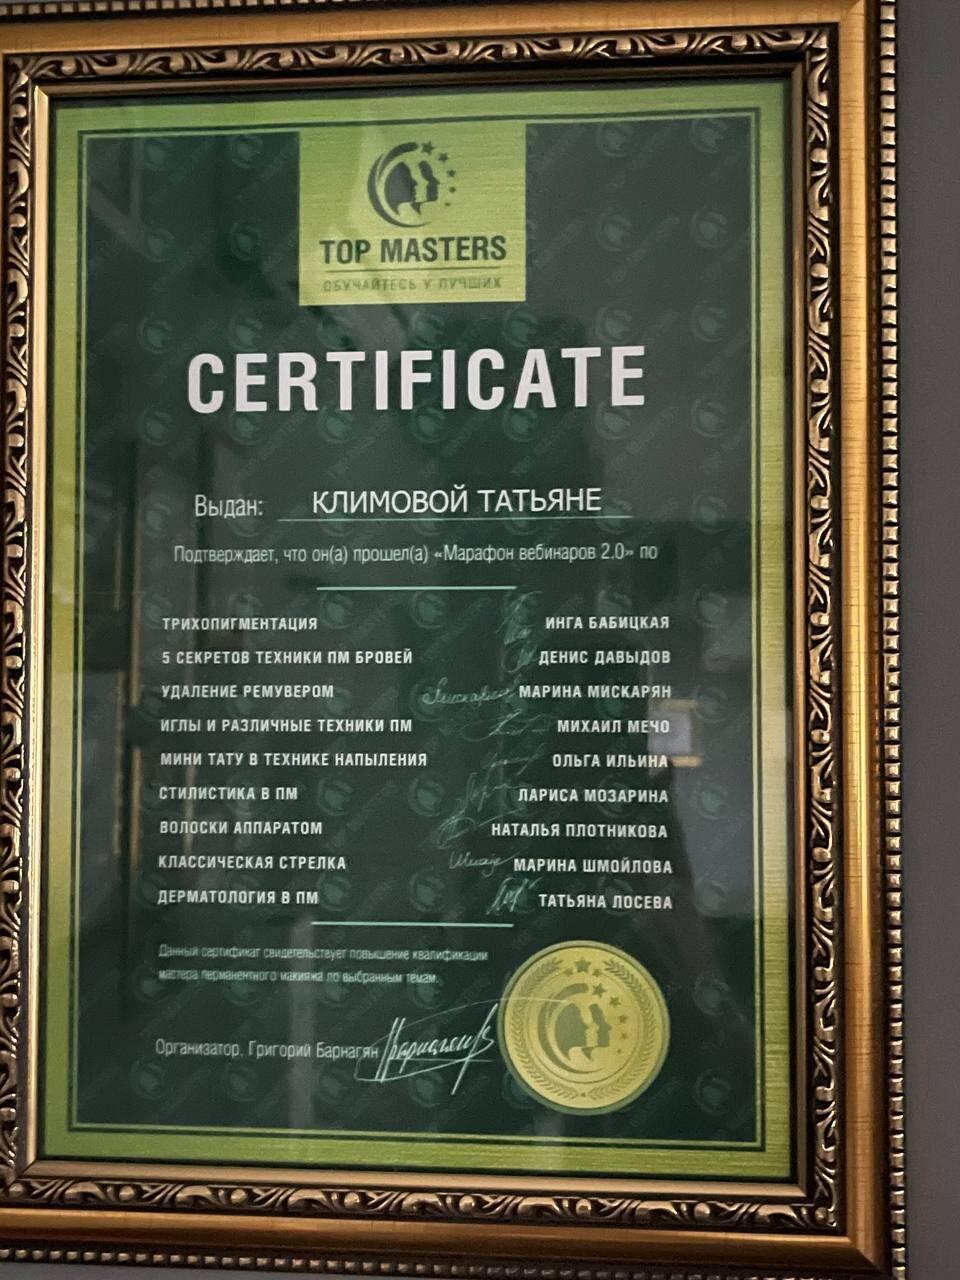 TOP MASTERS
ОБУЧАЙТЕСЬ У ЛУЧШИХ
CERTIFICATE
Выдан: КЛИМОВОЙ ТАТЬЯНЕ
Подтверждает, что он(а) прошел(а) «Марафон вебинаров 2.0» по
ТРИХОПИГМЕНТАЦИЯ ИНГА БАБИЦКАЯ
5 СЕКРЕТОВ ТЕХНИКИ ПМ БРОВЕЙ ДЕНИС ДАВЫДОВ
УДАЛЕНИЕ РЕМУВЕРОМ МАРИНА МИСКАРЯН
ИГЛЫ И РАЗЛИЧНЫЕ ТЕХНИКИ ПМ МИХАИЛ МЕЧО
МИНИ ТАТУ В ТЕХНИКЕ НАПЫЛЕНИЯ ОЛЬГА ИЛЬИНА
СТИЛИСТИКА В ПМ ЛАРИСА МОЗАРИНА
ВОЛОСКИ АППАРАТОМ НАТАЛЬЯ ПЛОТНИКОВА
КЛАССИЧЕСКАЯ СТРЕЛКА МАРИНА ШМОЙЛОВА
ДЕРМАТОЛОГИЯ В ПМ ТАТЬЯНА ЛОСЕВА
Данный сертификат свидетельствует повышение квалификации
мастера перманентного макияжа по выбранным темам.
Организатор, Григорий Барнагян